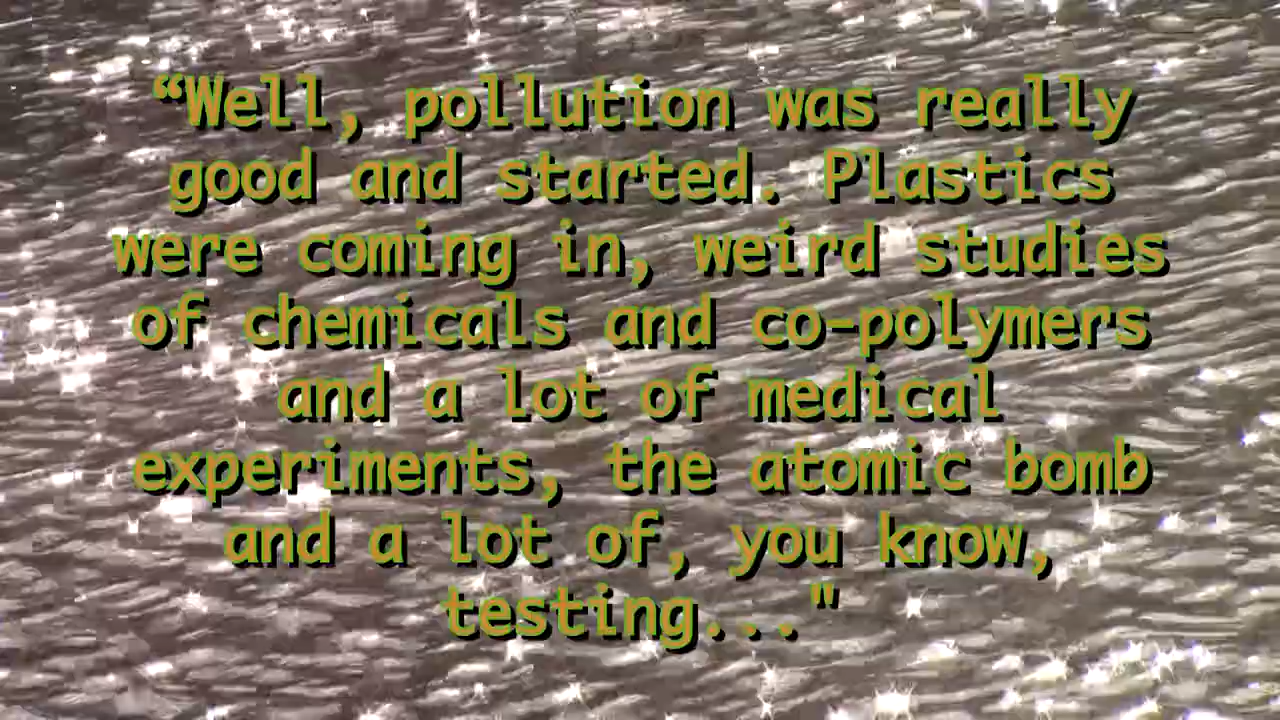 “Well, pollution was really
good and started. Plastics
were coming in, weird studies
of chemicals and co-polymers
and a lot of medical
experiments, the atomic bomb
and a lot of, you know,
testing..."